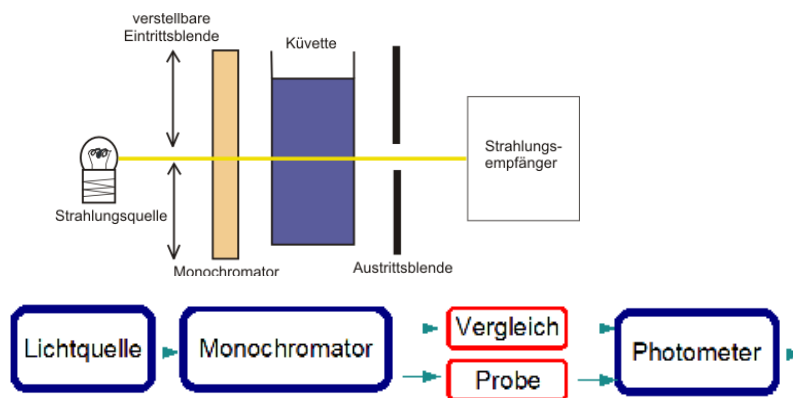 verstellbare
Eintrittsblende
Küvette
Strahlungs-
empfänger
Strahlungsquelle
Monochromator
Austrittsblende
Lichtquelle
Monochromator
Vergleich
Probe
Photometer